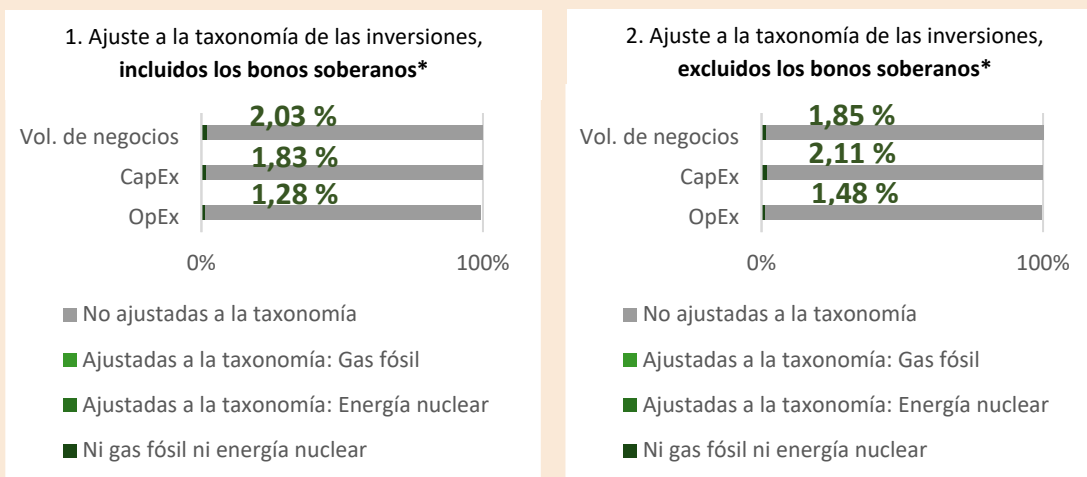 1. Ajuste a la taxonomía de las inversiones,
incluidos los bonos soberanos*
Vol. de negocios
2,03 %
CapEx
1,83 %
OpEx
1,28 %
0%
100%
No ajustadas a la taxonomía
Ajustadas a la taxonomía: Gas fósil
Ajustadas a la taxonomía: Energía nuclear
Ni gas fósil ni energía nuclear
2. Ajuste a la taxonomía de las inversiones,
excluidos los bonos soberanos*
Vol. de negocios
1,85 %
CapEx
2,11 %
OpEx
1,48 %
0%
100%
No ajustadas a la taxonomía
Ajustadas a la taxonomía: Gas fósil
Ajustadas a la taxonomía: Energía nuclear
Ni gas fósil ni energía nuclear